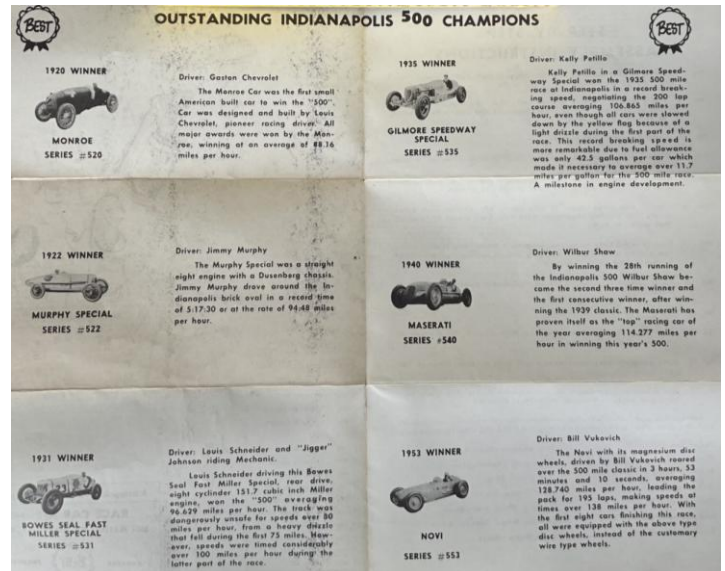 BEST
OUTSTANDING INDIANAPOLIS 500 CHAMPIONS
BEST
1920 WINNER
MONROE
SERIES #520
Driver: Gaston Chevrolet
The Monroe Car was the first small
American built car to win the "500"
Car was designed and built by Louis
Chevrolet, pioneer racing driver. All
major awards were won by the Mon-
roe, winning at an average of 88.16
miles per hour.
1922 WINNER
MURPHY SPECIAL
SERIES #522
Driver: Jimmy Murphy
The Murphy Special was a straight
eight engine with a Dusenberg chassis.
Jimmy Murphy drove around the In-
dianapolis brick oval in a record time
of 5:17:30 or at the rate of 94:48 miles
per hour.
1931 WINNER
BOWES SEAL FAST
MILLER SPECIAL
SERIES #531
Driver: Louis Schneider and "Jigger"
Johnson riding Mechanic.
Louis Schneider driving this Bowes
Seal Fast Miller Special, rear drive,
eight cylinder 151.7 cubic inch Miller
engine, won the "500" averaging
96.629 miles per hour. The track was
dangerously unsafe for speeds over 80
miles per hour, from a heavy drizzle
that fell during the first 75 miles. How-
ever, speeds were timed considerably
over 100 miles per hour during the
latter part of the race.
1935 WINNER
GILMORE SPEEDWAY
SPECIAL
SERIES #535
Driver: Kelly Petillo
Kelly Petillo in a Gilmore Speed-
way Special won the 1935 500 mile
race at Indianapolis in a record break-
ing speed, negotiating the 200 lap
course averaging 106.865 miles per
hour, even though all cars were slowed
down by the yellow flag because of a
light drizzle during the first part of the
race. This record breaking speed is
more remarkable due to fuel allowance
was only 42.5 gallons per car which
made it necessary to average over 11.7
miles per gallon for the 500 mile race.
A milestone in engine development.
1940 WINNER
MASERATI
SERIES #540
Driver: Wilbur Shaw
By winning the 28th running of
the Indianapolis 500 Wilbur Shaw be-
came the second three time winner and
the first consecutive winner, after win-
ning the 1939 classic. The Maserati has
proven itself as the "top" racing car of
the year averaging 114.277 miles per
hour in winning this year's 500.
1953 WINNER
NOVI
SERIES #553
Driver: Bill Vukovich
The Novi with its magnesium disc
wheels, driven by Bill Vukovich roared
over the 500 mile classic in 3 hours, 53
minutes and 10 seconds, averaging
128.740 miles per hour, leading the
pack for 195 laps, making speeds at
times over 138 miles per hour. With
the first eight cars finishing this race,
all were equipped with the above type
disc wheels, instead of the customary
wire type wheels.